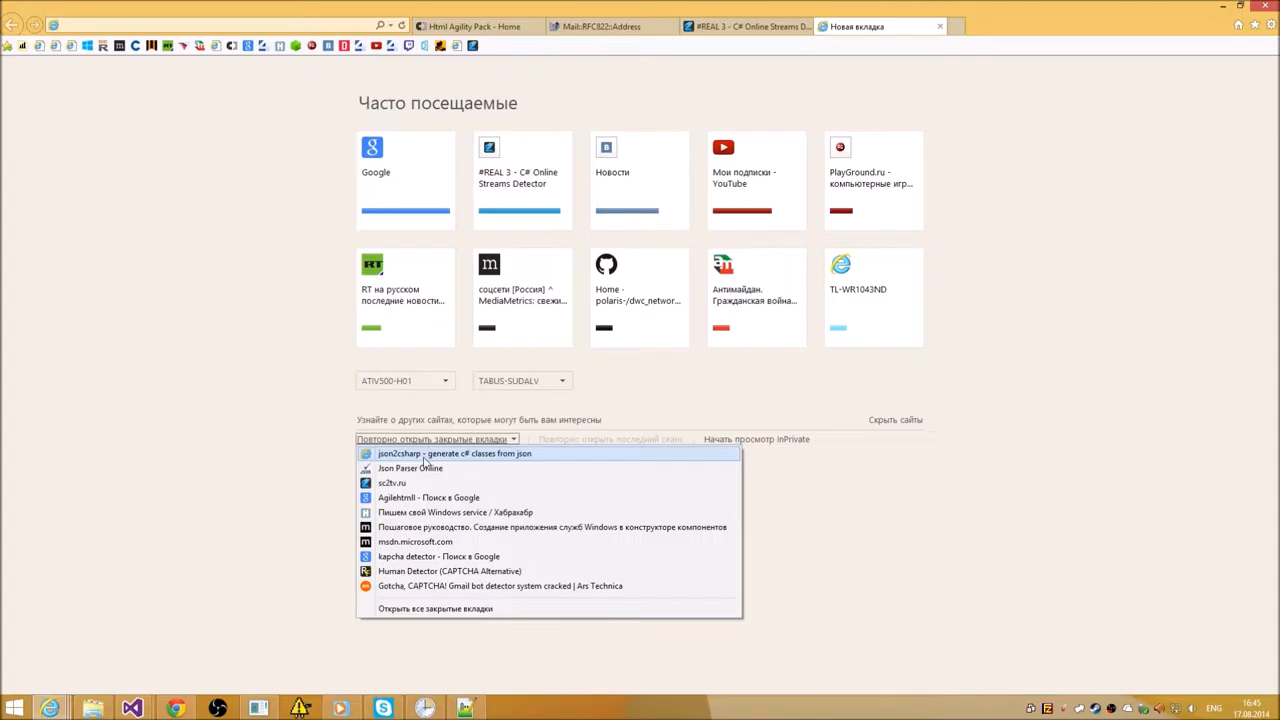 Html Agility Pack - Home
Mail::RFC822::Address
#REAL 3 - C# Online Streams D...
Новая вкладка
Часто посещаемые
Google
#REAL 3 - C# Online
Streams Detector
Новости
Мои подписки -
YouTube
PlayGround.ru -
компьютерные игр...
RT на русском
последние новости...
соцсети [Россия] ^
MediaMetrics: свежи...
Home -
polaris-/dwc_networ...
Антимайдан.
Гражданская война...
TL-WR1043ND
ATIV500-H01
TABUS-SUDALV
Узнайте о других сайтах, которые могут быть вам интересны
Скрыть сайты
Повторно открыть закрытые вкладки
Повторно открыть последний сеанс
Начать просмотр InPrivate
json2csharp - generate c# classes from json
Json Parser Online
sc2tv.ru
Agilehtmll - Поиск в Google
Пишем свой Windows service / Хабрахабр
Пошаговое руководство. Создание приложения служб Windows в конструкторе компонентов
msdn.microsoft.com
kapcha detector - Поиск в Google
Human Detector (CAPTCHA Alternative)
Gotcha, CAPTCHA! Gmail bot detector system cracked | Ars Technica
Открыть все закрытые вкладки
ENG
16:45
17.08.2014